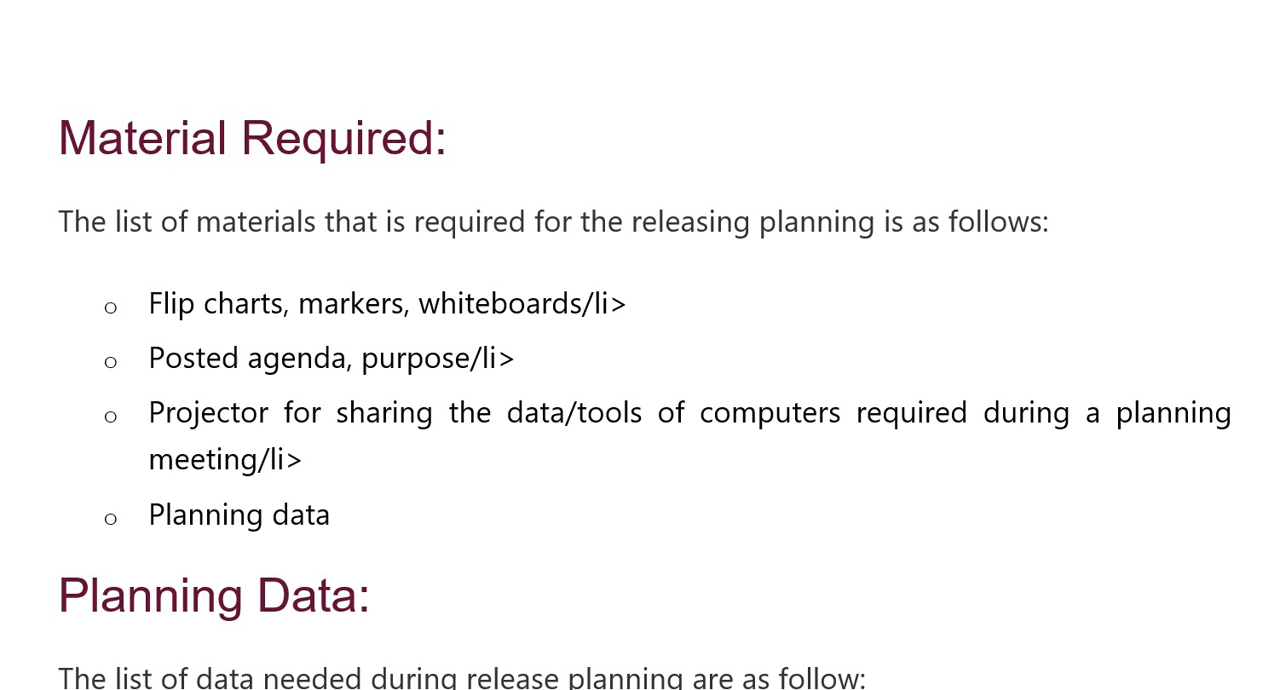 Material Required:
The list of materials that is required for the releasing planning is as follows:
o Flip charts, markers, whiteboards/li>
o Posted agenda, purpose/li>
o Projector for sharing the data/tools of computers required during a planning
meeting/li>
o Planning data
Planning Data:
The list of data needed during release planning are as follow: